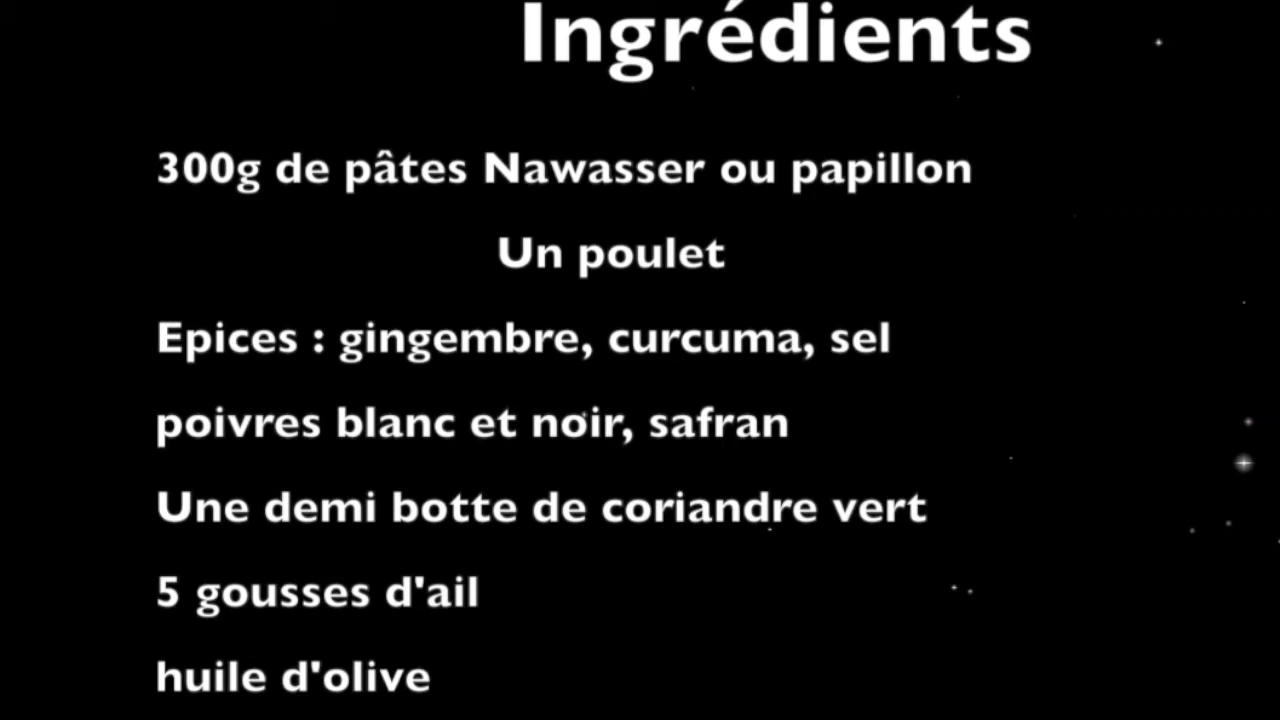 Ingrédients
300g de pâtes Nawasser ou papillon
Un poulet
Epices : gingembre, curcuma, sel
poivres blanc et noir, safran
Une demi botte de coriandre vert
5 gousses d'ail
huile d'olive